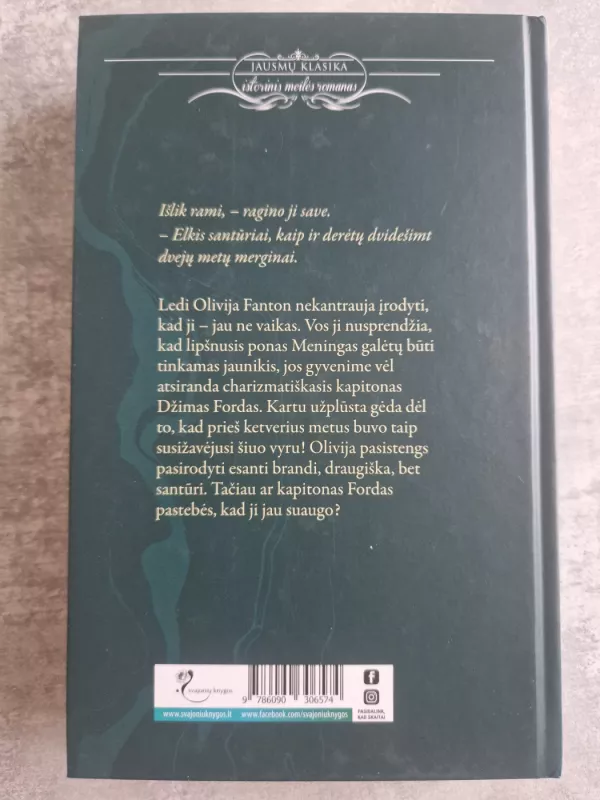 JAUSMŲ KLASIKA
istorinis meilės romanas
Išlik rami, – ragino ji save.
– Elkis santūriai, kaip ir derėtų dvidešimt
dvejų metų merginai.
Ledi Olivija Fanton nekantrauja įrodyti,
kad ji – jau ne vaikas. Vos ji nusprendžia,
kad lipšnusis ponas Meningas galėtų būti
tinkamas jaunikis, jos gyvenime vėl
atsiranda charizmatiškasis kapitonas
Džimas Fordas. Kartu užplūsta gėda dėl
to, kad prieš ketverius metus buvo taip
susižavėjusi šiuo vyru! Olivija pasistengs
pasirodyti esanti brandi, draugiška, bet
santūri. Tačiau ar kapitonas Fordas
pastebės, kad ji jau suaugo?
svajonių knygos
9 786090 306574
www.svajoniuknygos.lt
www.facebook.com/svajoniuknygos
PASIDALINK,
KĄ SKAITAI